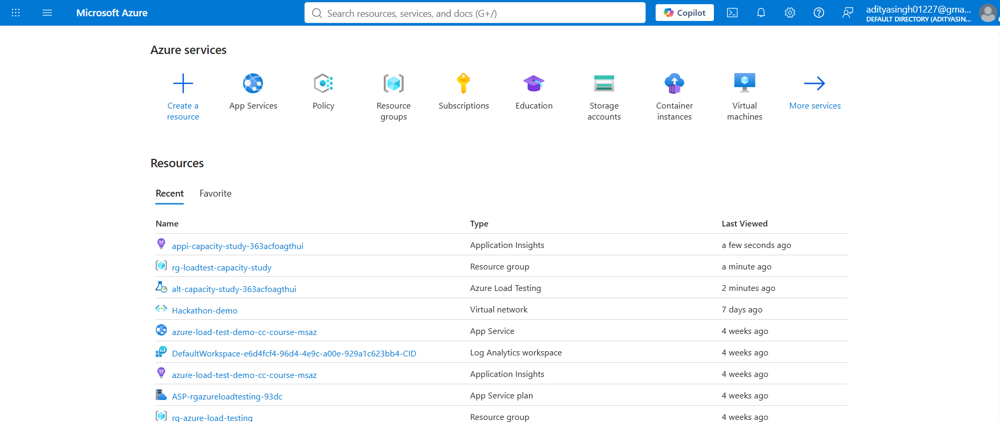 Microsoft Azure
Search resources, services, and docs (G+/)
Copilot
adityasingh01227@gma...
DEFAULT DIRECTORY (ADITYASIN...
Azure services
Create a
resource
App Services
Policy
Resource
groups
Subscriptions
Education
Storage
accounts
Container
instances
Virtual
machines
More services
Resources
Recent Favorite
Name Type Last Viewed
appi-capacity-study-363acfoagthui Application Insights a few seconds ago
rg-loadtest-capacity-study Resource group a minute ago
alt-capacity-study-363acfoagthui Azure Load Testing 2 minutes ago
Hackathon-demo Virtual network 7 days ago
azure-load-test-demo-cc-course-msaz App Service 4 weeks ago
DefaultWorkspace-e6d4fcf4-96d4-4e9c-a00e-929a1c623bb4-CID Log Analytics workspace 4 weeks ago
azure-load-test-demo-cc-course-msaz Application Insights 4 weeks ago
ASP-rgazureloadtesting-93dc App Service plan 4 weeks ago
rg-azure-load-testing Resource group 4 weeks ago